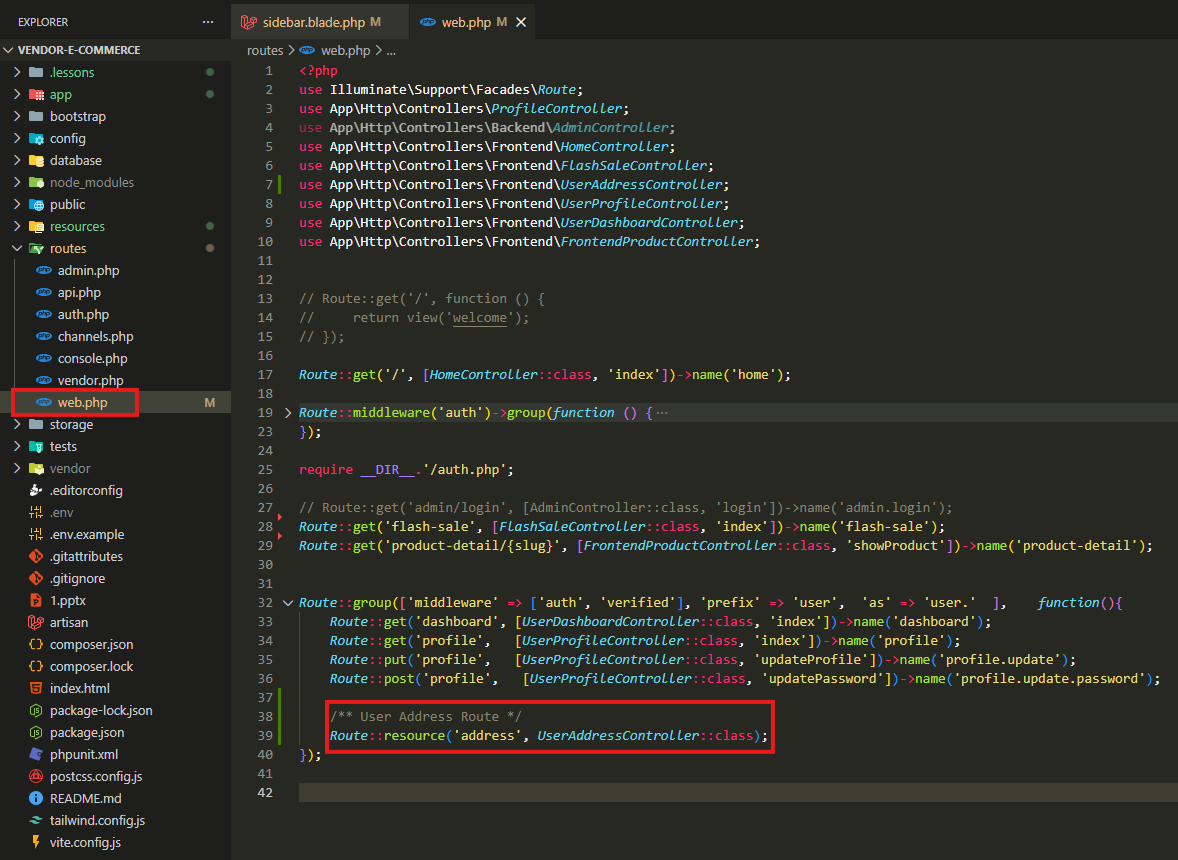 EXPLORER
...
VENDOR-E-COMMERCE
.lessons
app
bootstrap
config
database
node_modules
public
resources
routes
admin.php
api.php
auth.php
channels.php
console.php
vendor.php
web.php M
storage
tests
vendor
.editorconfig
.env
.env.example
.gitattributes
.gitignore
1.pptx
artisan
composer.json
composer.lock
index.html
package-lock.json
package.json
phpunit.xml
postcss.config.js
README.md
tailwind.config.js
vite.config.js
sidebar.blade.php M
web.php M
routes > web.php > ...
1 <?php
2 use Illuminate\Support\Facades\Route;
3 use App\Http\Controllers\ProfileController;
4 use App\Http\Controllers\Backend\AdminController;
5 use App\Http\Controllers\Frontend\HomeController;
6 use App\Http\Controllers\Frontend\FlashSaleController;
7 use App\Http\Controllers\Frontend\UserAddressController;
8 use App\Http\Controllers\Frontend\UserProfileController;
9 use App\Http\Controllers\Frontend\UserDashboardController;
10 use App\Http\Controllers\Frontend\FrontendProductController;
11
12
13 // Route::get('/', function () {
14 //     return view('welcome');
15 // });
16
17 Route::get('/', [HomeController::class, 'index'])->name('home');
18
19 Route::middleware('auth')->group(function () { ...
23 });
24
25 require __DIR__.'/auth.php';
26
27 // Route::get('admin/login', [AdminController::class, 'login'])->name('admin.login');
28 Route::get('flash-sale', [FlashSaleController::class, 'index'])->name('flash-sale');
29 Route::get('product-detail/{slug}', [FrontendProductController::class, 'showProduct'])->name('product-detail');
30
31
32 Route::group(['middleware' => ['auth', 'verified'], 'prefix' => 'user',  'as' => 'user.'  ],    function(){
33     Route::get('dashboard', [UserDashboardController::class, 'index'])->name('dashboard');
34     Route::get('profile',   [UserProfileController::class, 'index'])->name('profile');
35     Route::put('profile',   [UserProfileController::class, 'updateProfile'])->name('profile.update');
36     Route::post('profile',   [UserProfileController::class, 'updatePassword'])->name('profile.update.password');
37
38     /** User Address Route */
39     Route::resource('address', UserAddressController::class);
40 });
41
42